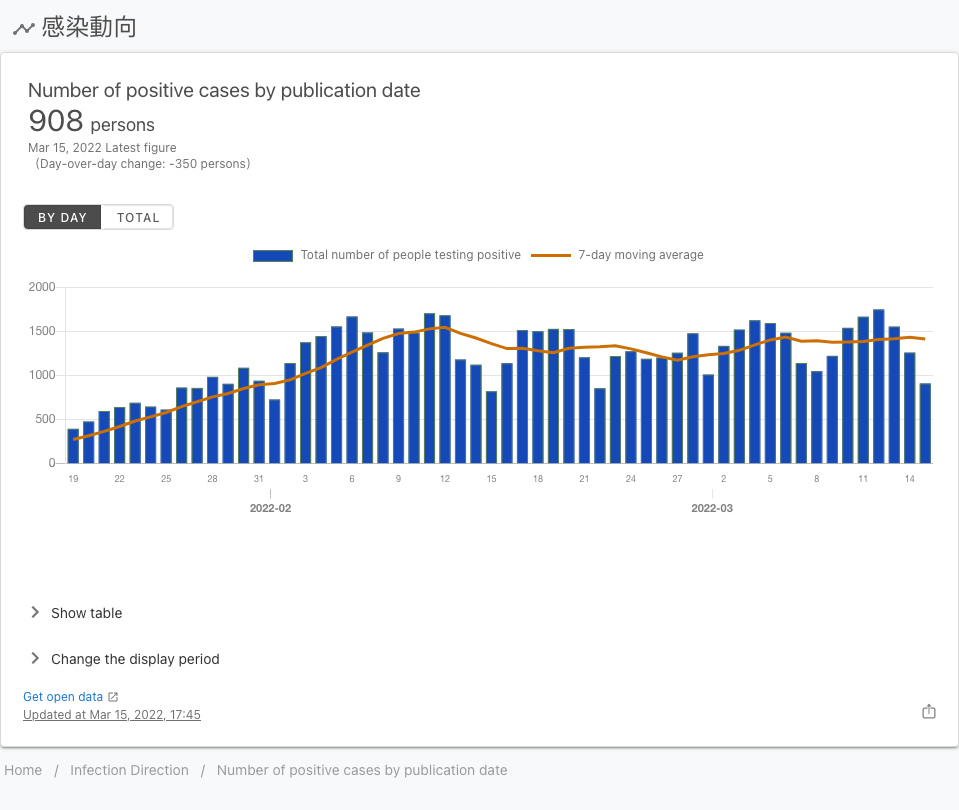 感染動向
Number of positive cases by publication date
908 persons
Mar 15, 2022 Latest figure
(Day-over-day change: -350 persons)
BY DAY TOTAL
Total number of people testing positive 7-day moving average
2000
1500
1000
500
0
19 22 25 28 31 3 6 9 12 15 18 21 24 27 2 5 8 11 14
2022-02 2022-03
Show table
Change the display period
Get open data
Updated at Mar 15, 2022, 17:45
Home / Infection Direction / Number of positive cases by publication date